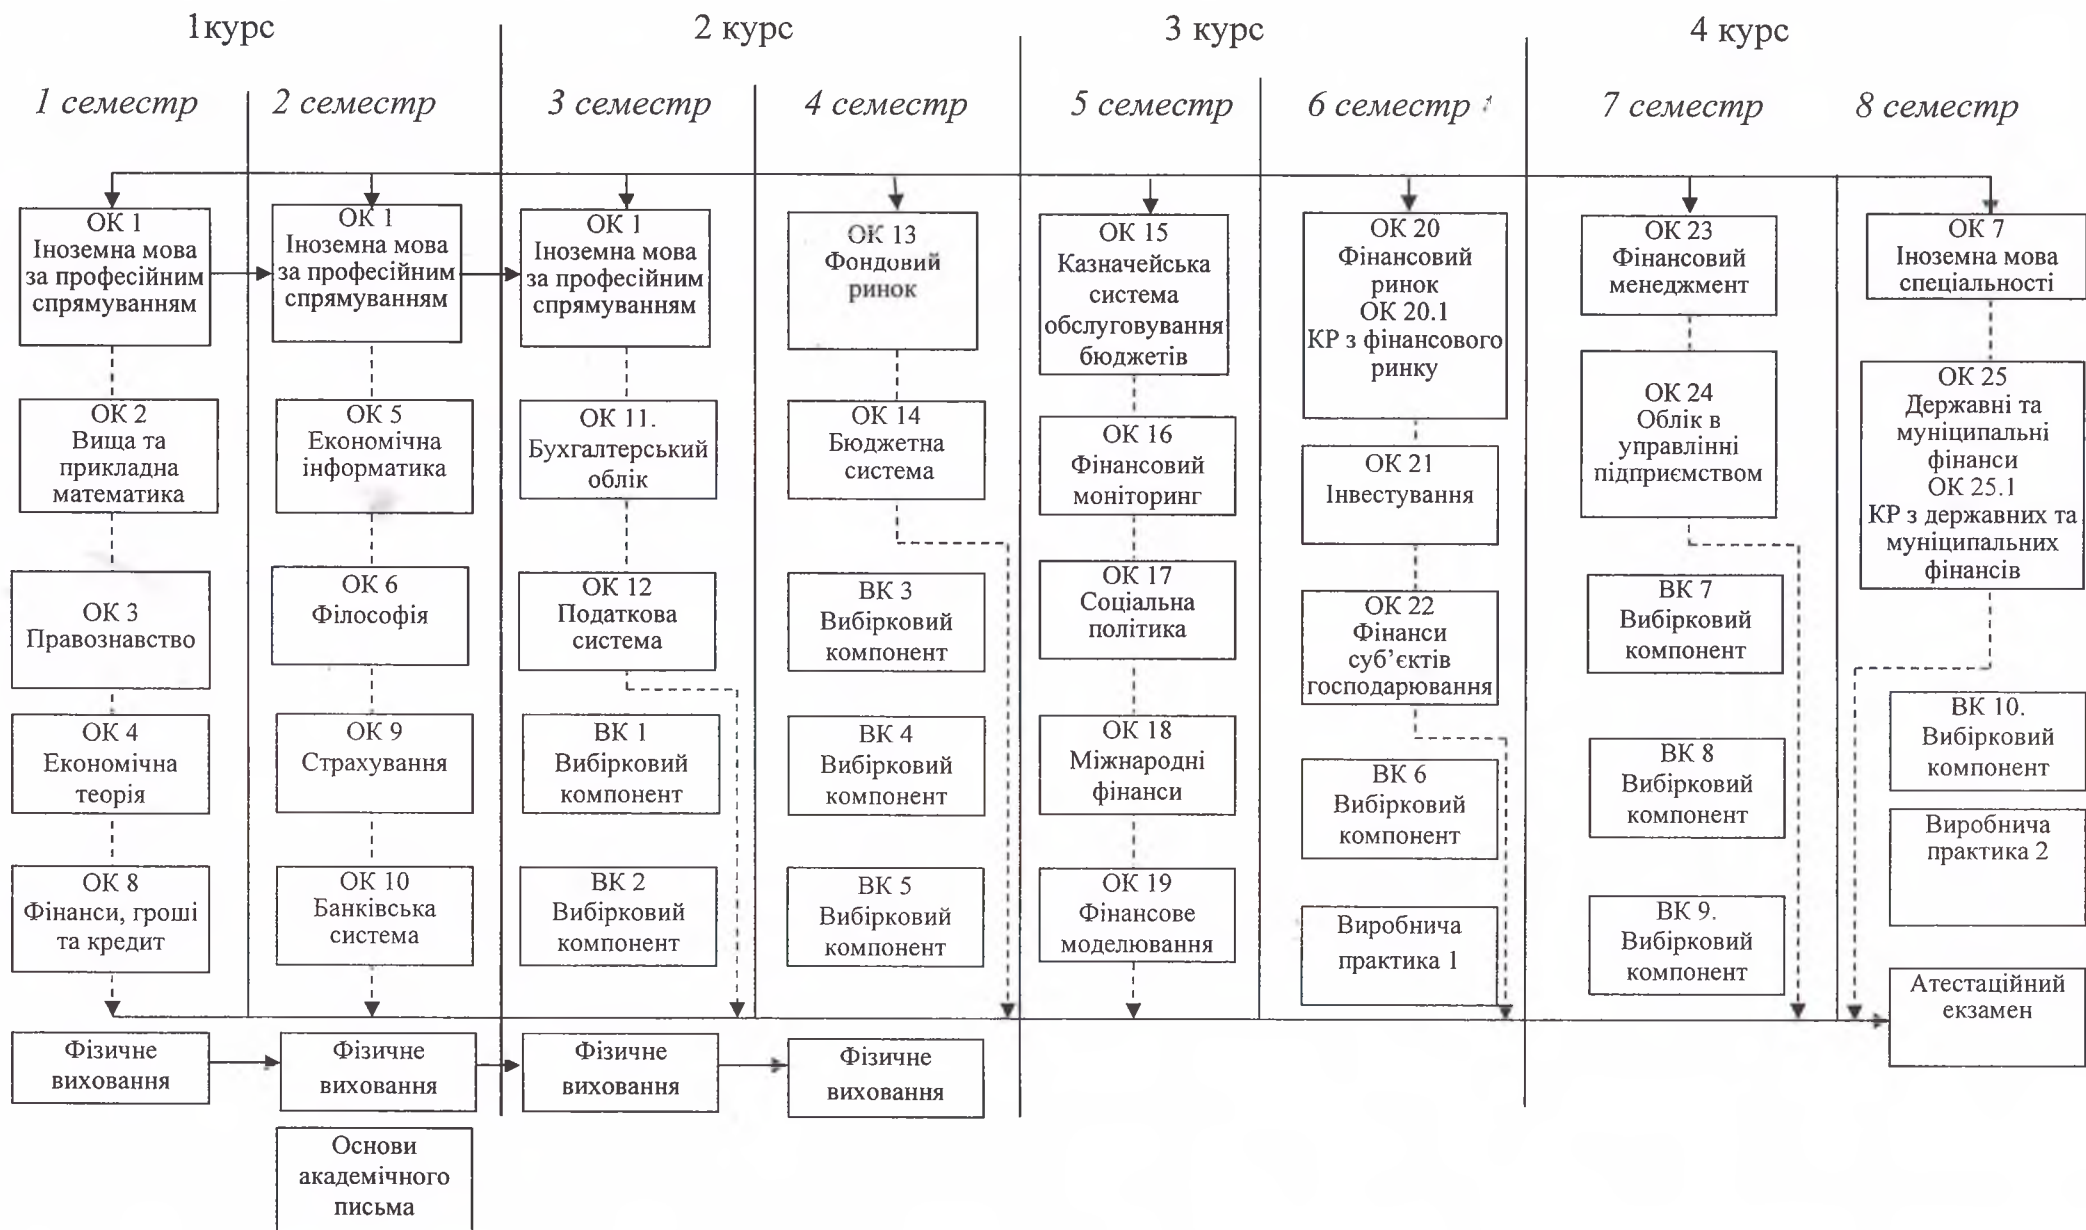 1курс
2 курс
3 курс
4 курс
1 семестр
2 семестр
3 семестр
4 семестр
5 семестр
6 семестр
7 семестр
8 семестр
ОК 1
Іноземна мова
за професійним
спрямуванням
ОК 2
Вища та
прикладна
математика
ОК 3
Правознавство
ОК 4
Економічна
теорія
ОК 8
Фінанси, гроші
та кредит
Фізичне
виховання
ОК 1
Іноземна мова
за професійним
спрямуванням
ОК 5
Економічна
інформатика
ОК 6
Філософія
ОК 9
Страхування
ОК 10
Банківська
система
Фізичне
виховання
Основи
академічного
письма
ОК 1
Іноземна мова
за професійним
спрямуванням
ОК 11.
Бухгалтерський
облік
ОК 12
Податкова
система
ВК 1
Вибірковий
компонент
ВК 2
Вибірковий
компонент
Фізичне
виховання
ОК 13
Фондовий
ринок
ОК 14
Бюджетна
система
ВК 3
Вибірковий
компонент
ВК 4
Вибірковий
компонент
ВК 5
Вибірковий
компонент
Фізичне
виховання
ОК 15
Казначейська
система
обслуговування
бюджетів
ОК 16
Фінансовий
моніторинг
ОК 17
Соціальна
політика
ОК 18
Міжнародні
фінанси
ОК 19
Фінансове
моделювання
ОК 20
Фінансовий
ринок
ОК 20.1
КР з фінансового
ринку
ОК 21
Інвестування
ОК 22
Фінанси
суб’єктів
господарювання
ВК 6
Вибірковий
компонент
Виробнича
практика 1
ОК 23
Фінансовий
менеджмент
ОК 24
Облік в
управлінні
підприємством
ВК 7
Вибірковий
компонент
ВК 8
Вибірковий
компонент
ВК 9.
Вибірковий
компонент
ОК 7
Іноземна мова
спеціальності
ОК 25
Державні та
муніципальні
фінанси
ОК 25.1
КР з державних та
муніципальних
фінансів
ВК 10.
Вибірковий
компонент
Виробнича
практика 2
Атестаційний
екзамен